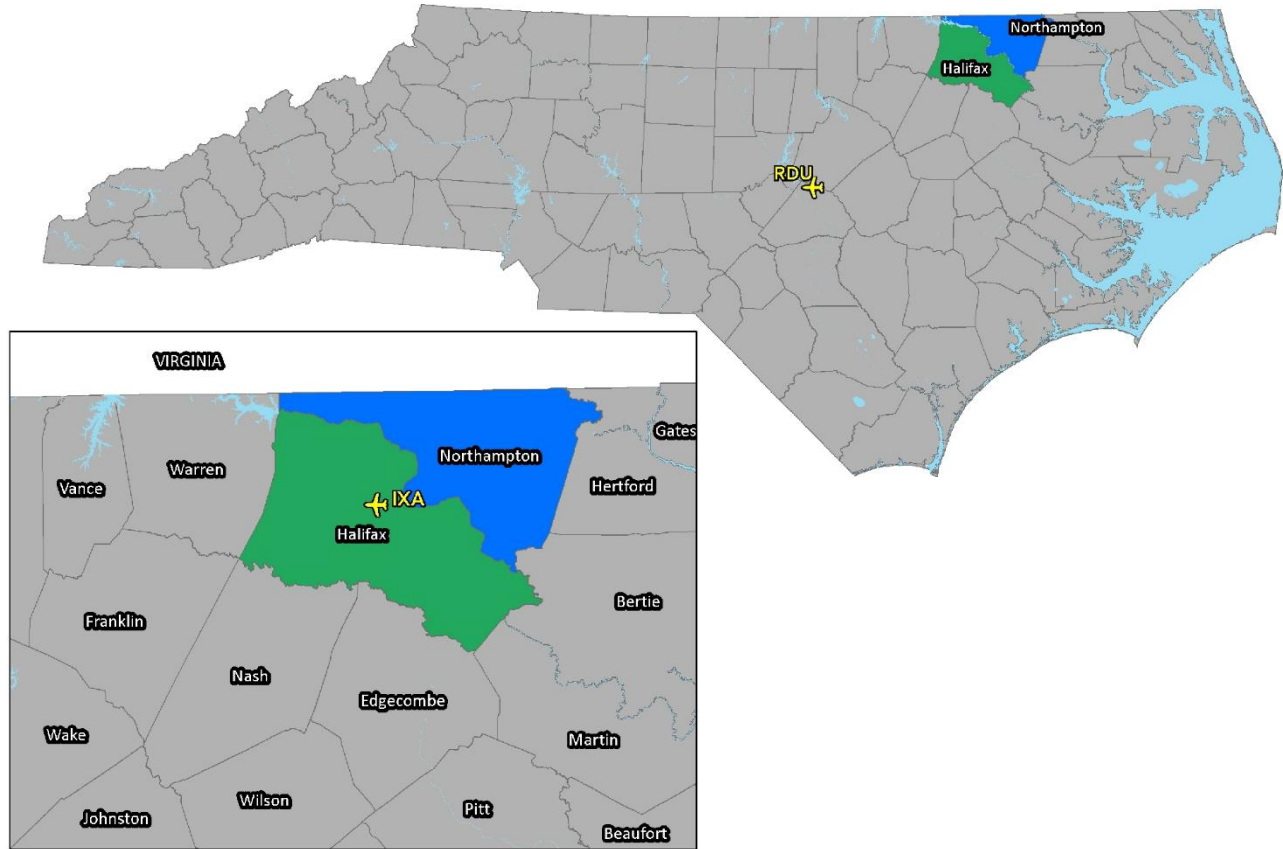 Northampton
Halifax
RDU
VIRGINIA
Gates
Northampton
Warren
Vance
Hertford
IXA
Halifax
Bertie
Franklin
Nash
Edgecombe
Wake
Martin
Wilson
Pitt
Johnston
Beaufort